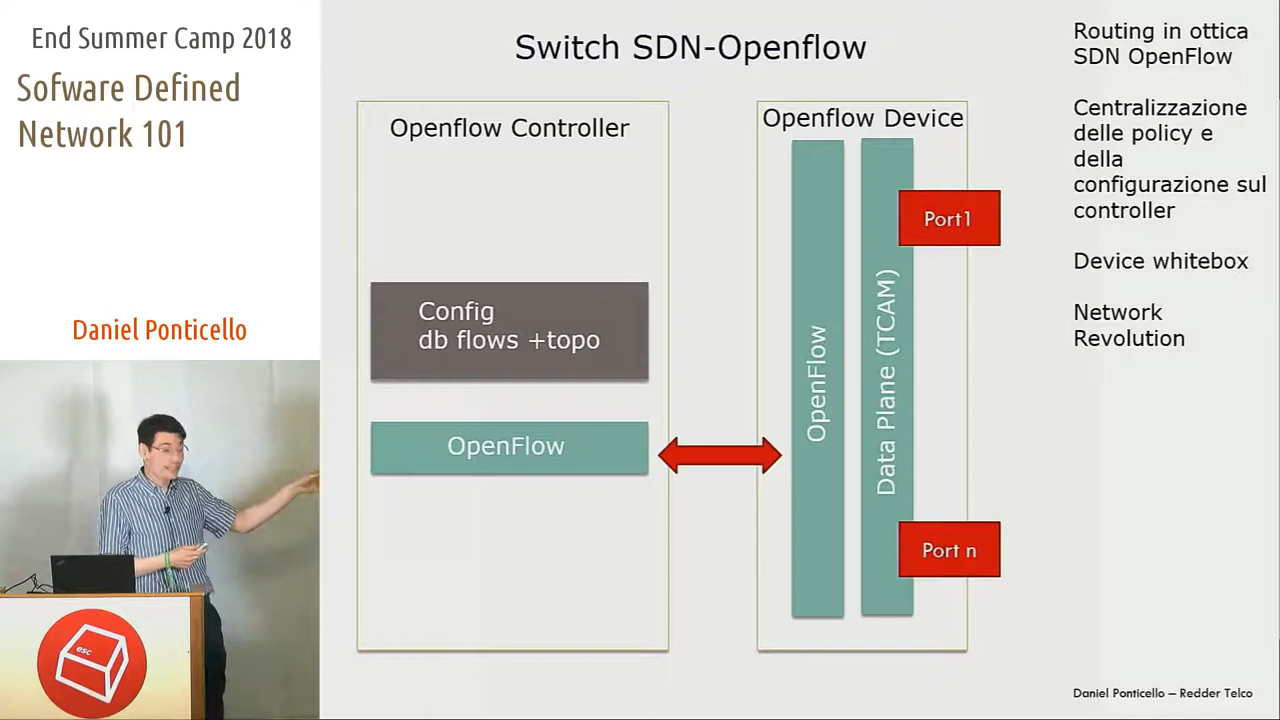 End Summer Camp 2018
Sofware Defined
Network 101
Daniel Ponticello
esc
Switch SDN-Openflow
Openflow Controller
Config
db flows +topo
OpenFlow
Openflow Device
OpenFlow
Data Plane (TCAM)
Port1
Port n
Routing in ottica
SDN OpenFlow
Centralizzazione
delle policy e
della
configurazione sul
controller
Device whitebox
Network
Revolution
Daniel Ponticello – Redder Telco